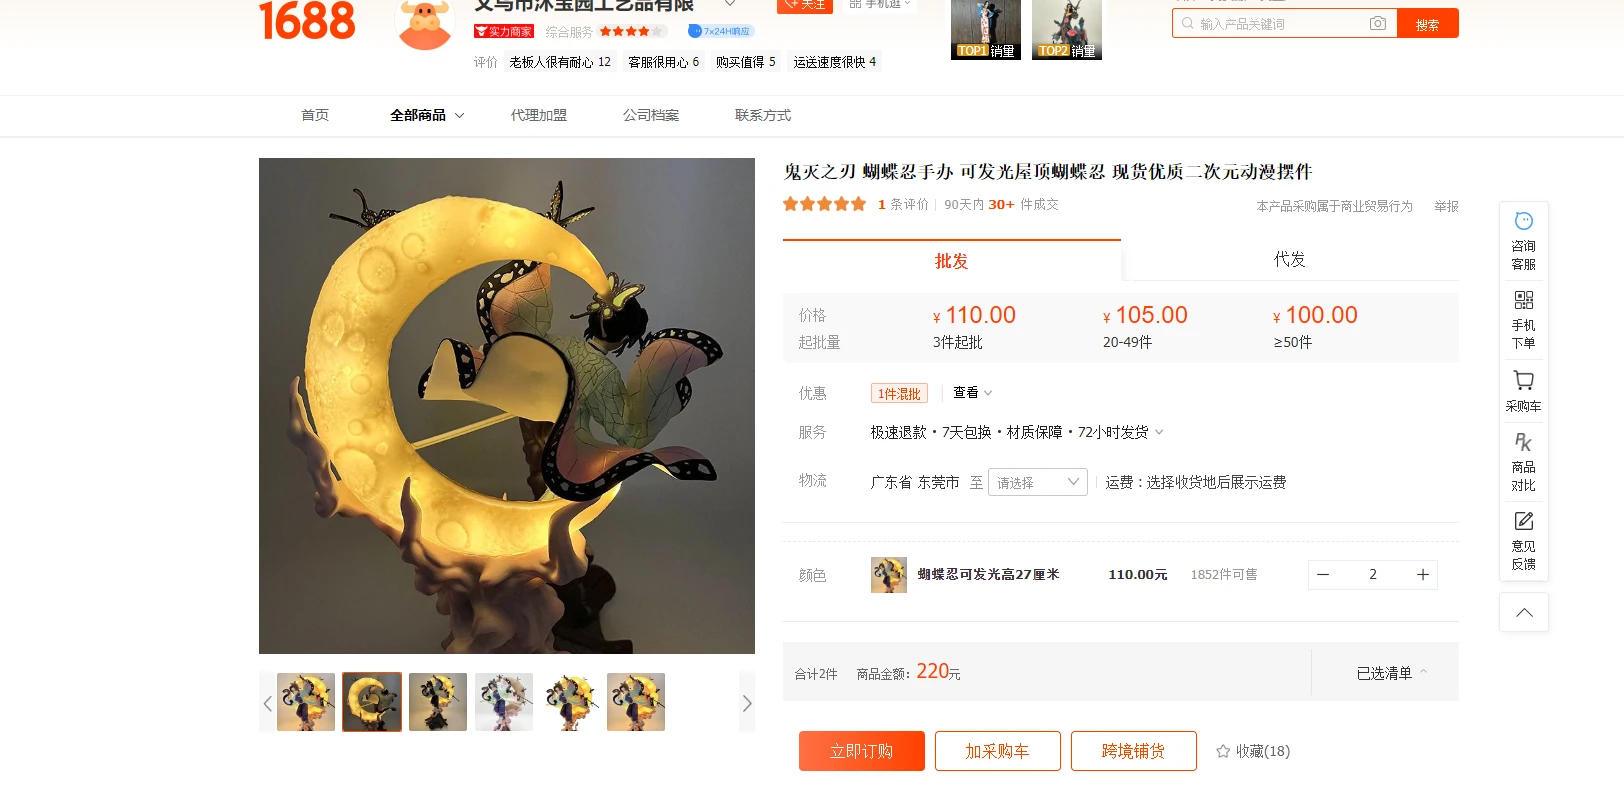 1688
义乌市沐宝园工艺品有限
关注
手机逛
实力商家 综合服务
7x24H响应
评价 老板人很有耐心 12 客服很用心 6 购买值得 5 运送速度很快 4
TOP1 销量
TOP2 销量
输入产品关键词
搜索
首页 全部商品 代理加盟 公司档案 联系方式
鬼灭之刃 蝴蝶忍手办 可发光屋顶蝴蝶忍 现货优质二次元动漫摆件
1 条评价 90天内 30+ 件成交 本产品采购属于商业贸易行为 举报
批发 代发
价格 ¥ 110.00 ¥ 105.00 ¥ 100.00
起批量 3件起批 20-49件 ≥50件
优惠 1件混批 查看
服务 极速退款・7天包换・材质保障・72小时发货
物流 广东省 东莞市 至 请选择 运费：选择收货地后展示运费
颜色 蝴蝶忍可发光高27厘米 110.00元 1852件可售 2
合计2件 商品金额: 220元 已选清单
立即订购 加采购车 跨境铺货 收藏(18)
咨询
客服
手机
下单
采购车
PK
商品
对比
意见
反馈